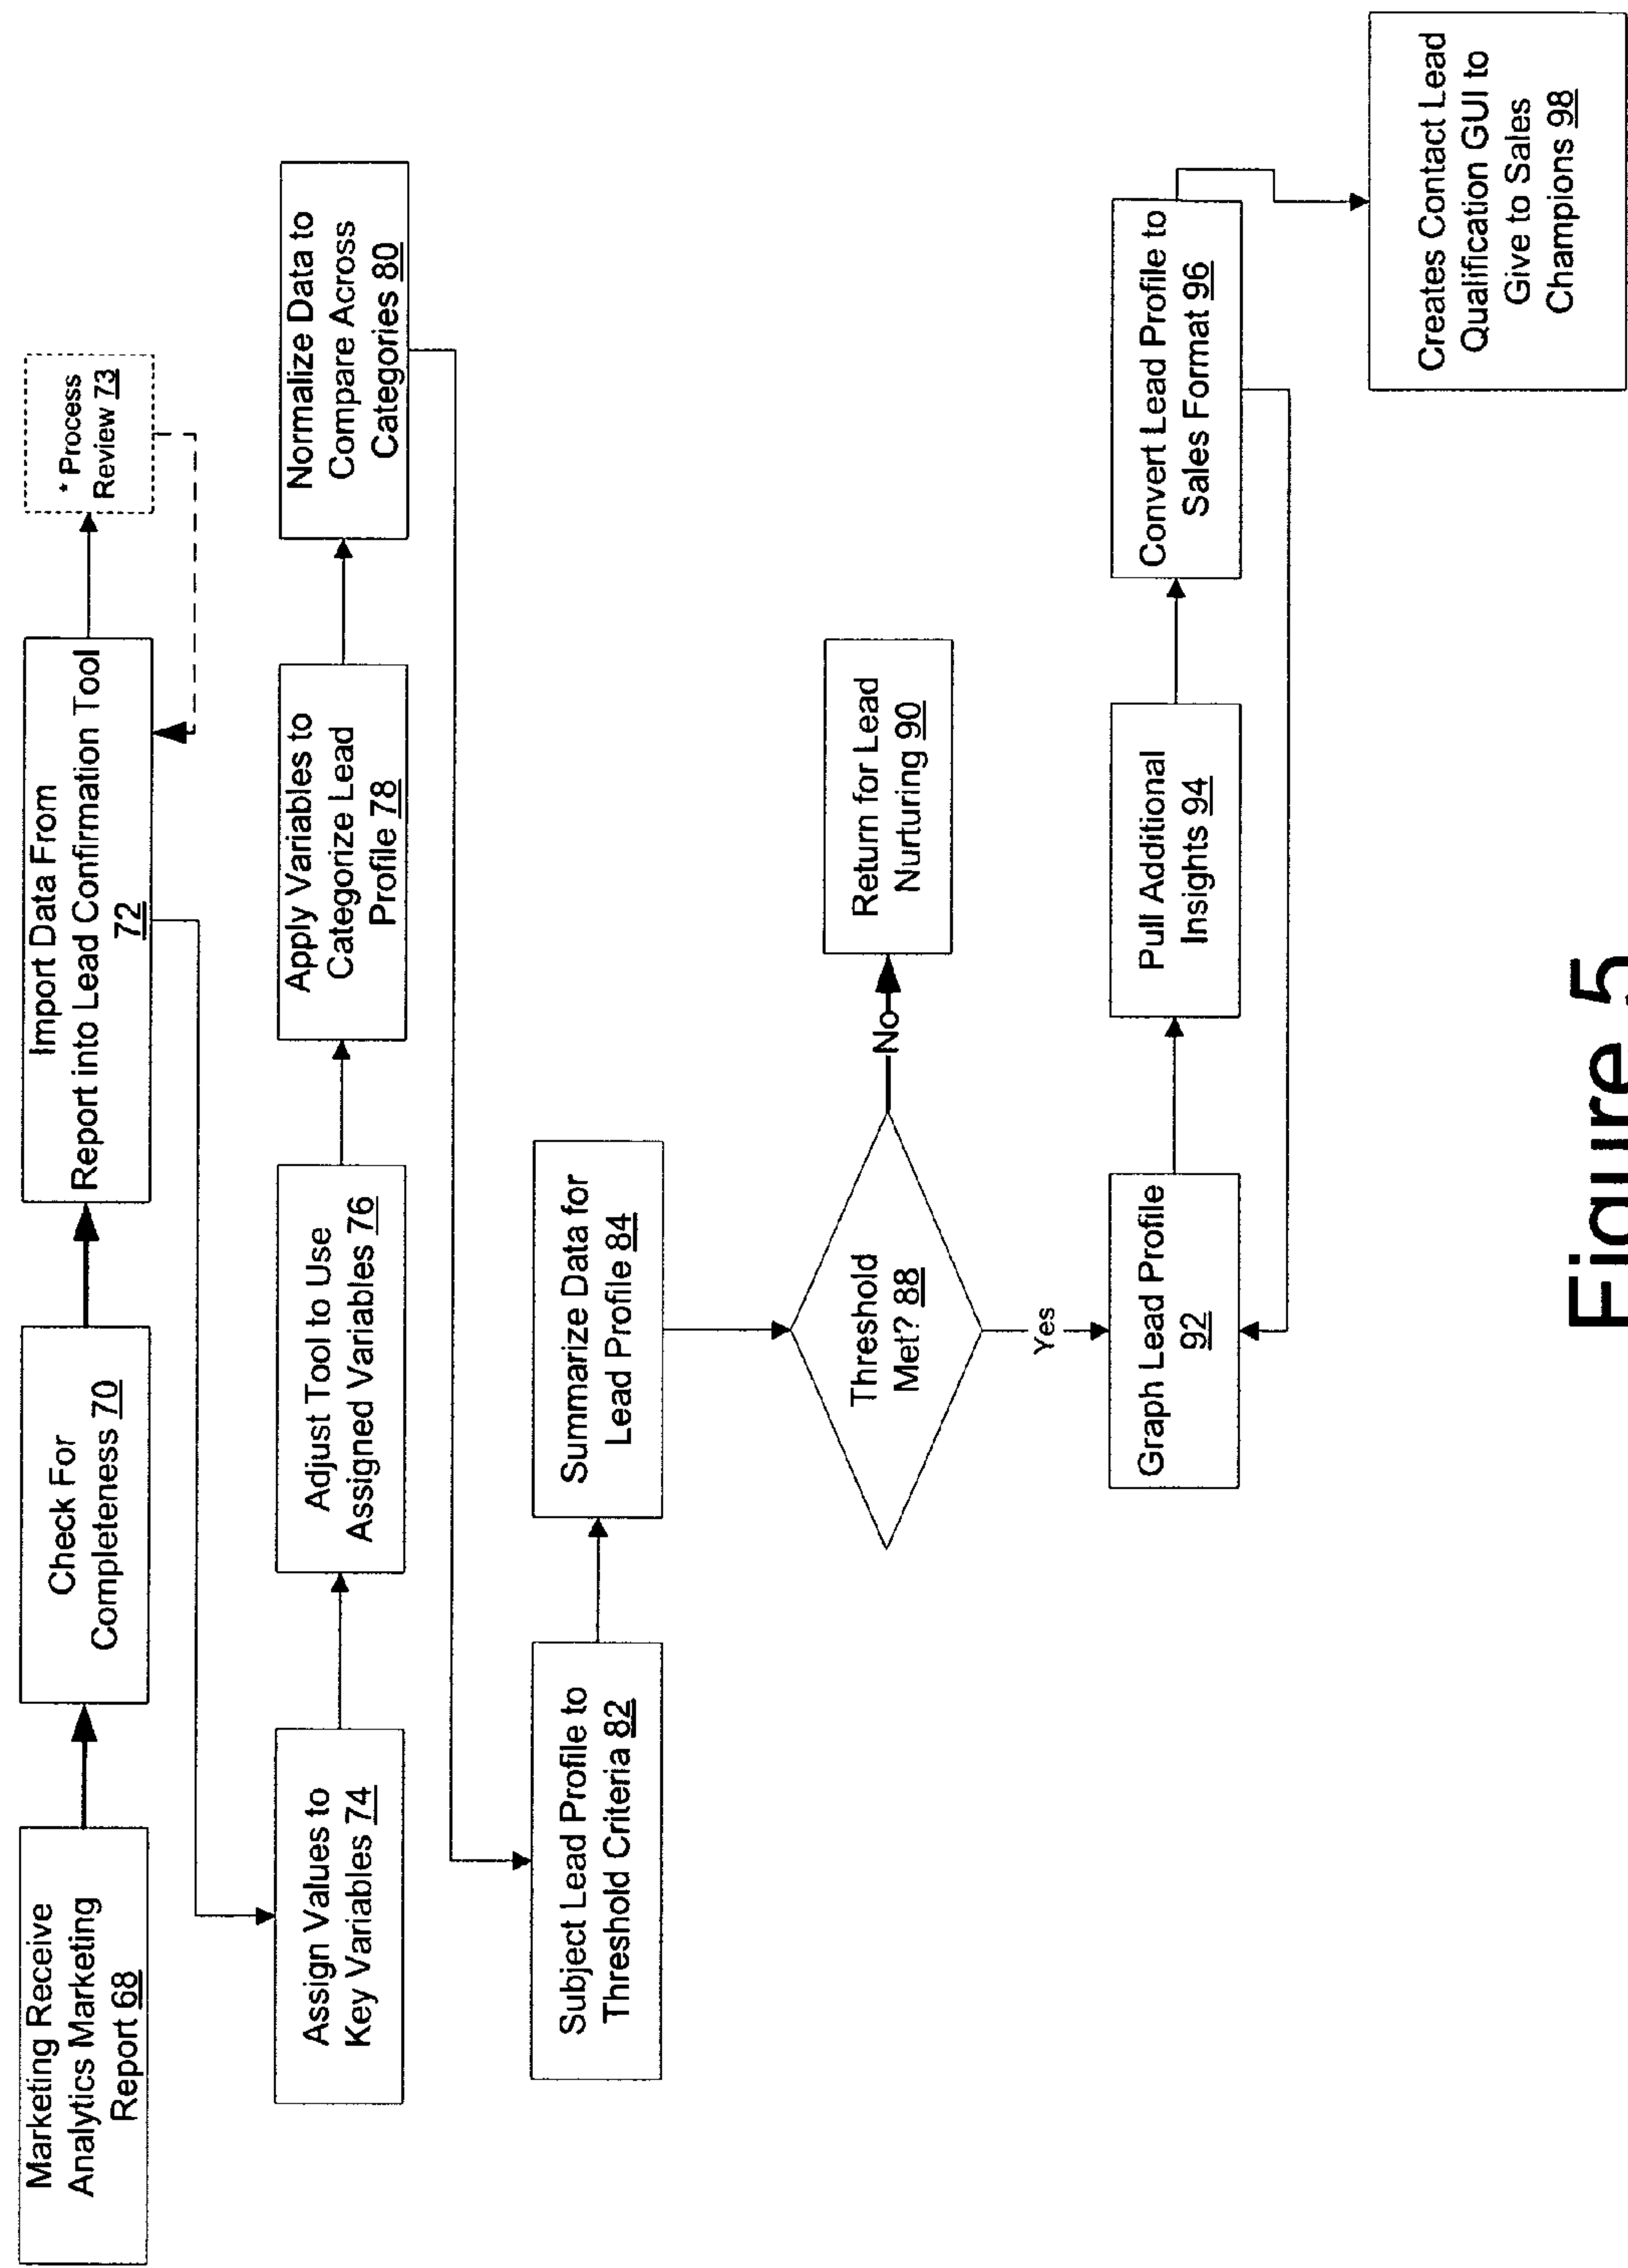 Marketing Receive
Analytics Marketing
Report 68
Check For
Completeness 70
Import Data From
Report into Lead Confirmation Tool
72
* Process
Review 73
Assign Values to
Key Variables 74
Adjust Tool to Use
Assigned Variables 76
Apply Variables to
Categorize Lead
Profile 78
Normalize Data to
Compare Across
Categories 80
Subject Lead Profile to
Threshold Criteria 82
Summarize Data for
Lead Profile 84
Threshold
Met? 88
No
Return for Lead
Nurturing 90
Yes
Graph Lead Profile
92
Pull Additional
Insights 94
Convert Lead Profile to
Sales Format 96
Creates Contact Lead
Qualification GUI to
Give to Sales
Champions 98
Figure 5